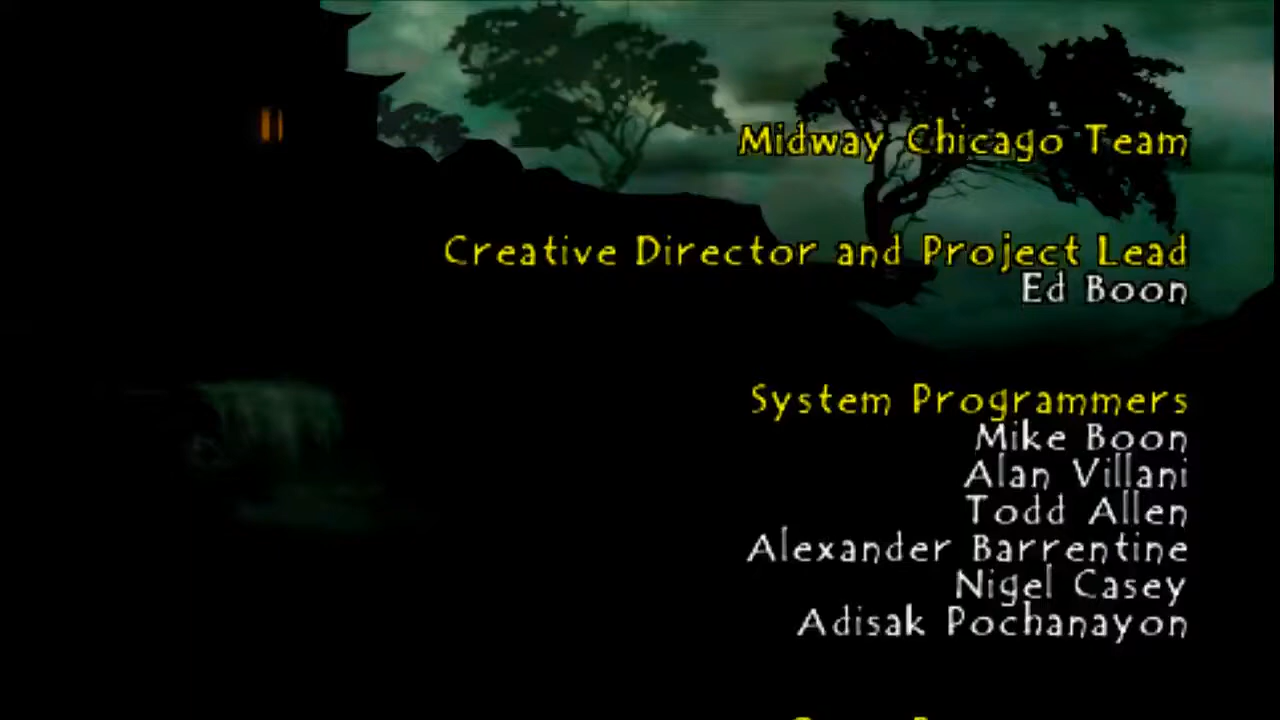 Midway Chicago Team
Creative Director and Project Lead
Ed Boon
System Programmers
Mike Boon
Alan Villani
Todd Allen
Alexander Barrentine
Nigel Casey
Adisak Pochanayon